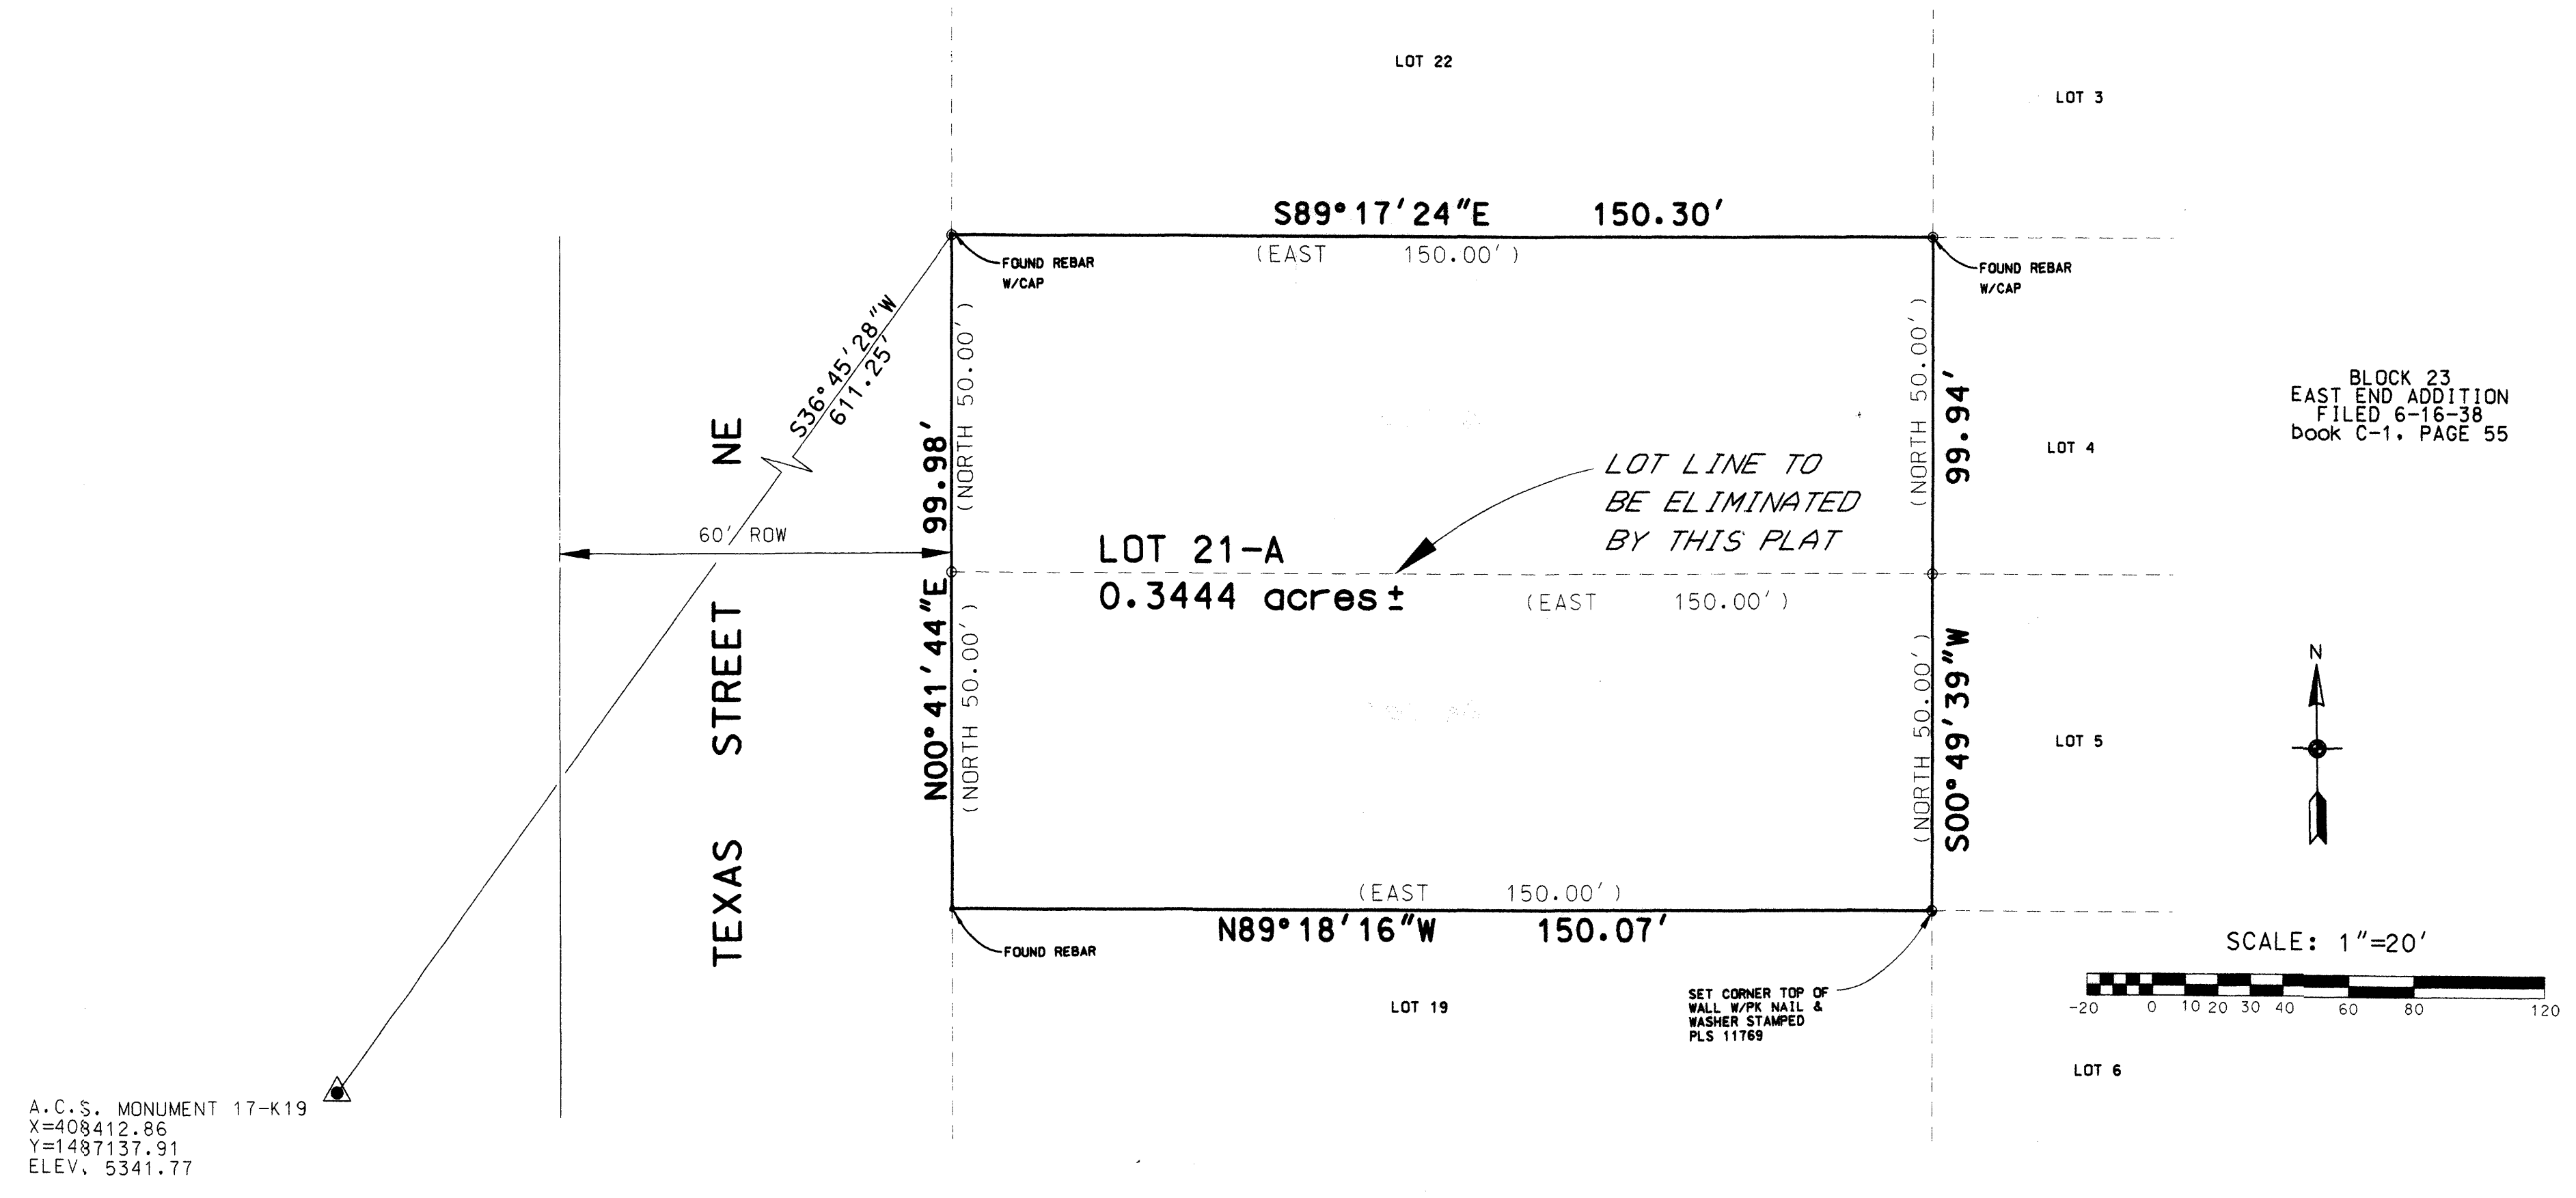 LOT 22
LOT 3
S89°17'24"E 150.30'
(EAST 150.00')
FOUND REBAR
W/CAP
FOUND REBAR
W/CAP
S36°45'28"W
611.25'
(NORTH 50.00')
(NORTH 50.00')
N00°41'44"E 99.98'
S00°49'39"W 99.94'
BLOCK 23
EAST END ADDITION
FILED 6-16-38
book C-1, PAGE 55
LOT 4
LOT LINE TO
BE ELIMINATED
BY THIS PLAT
60' ROW
TEXAS STREET NE
LOT 21-A
0.3444 acres±
(EAST 150.00')
(NORTH 50.00')
(NORTH 50.00')
N
LOT 5
(EAST 150.00')
N89°18'16"W 150.07'
FOUND REBAR
SET CORNER TOP OF
WALL W/PK NAIL &
WASHER STAMPED
PLS 11769
LOT 19
SCALE: 1"=20'
-20 0 10 20 30 40 60 80 120
LOT 6
A.C.S. MONUMENT 17-K19
X=408412.86
Y=1487137.91
ELEV. 5341.77